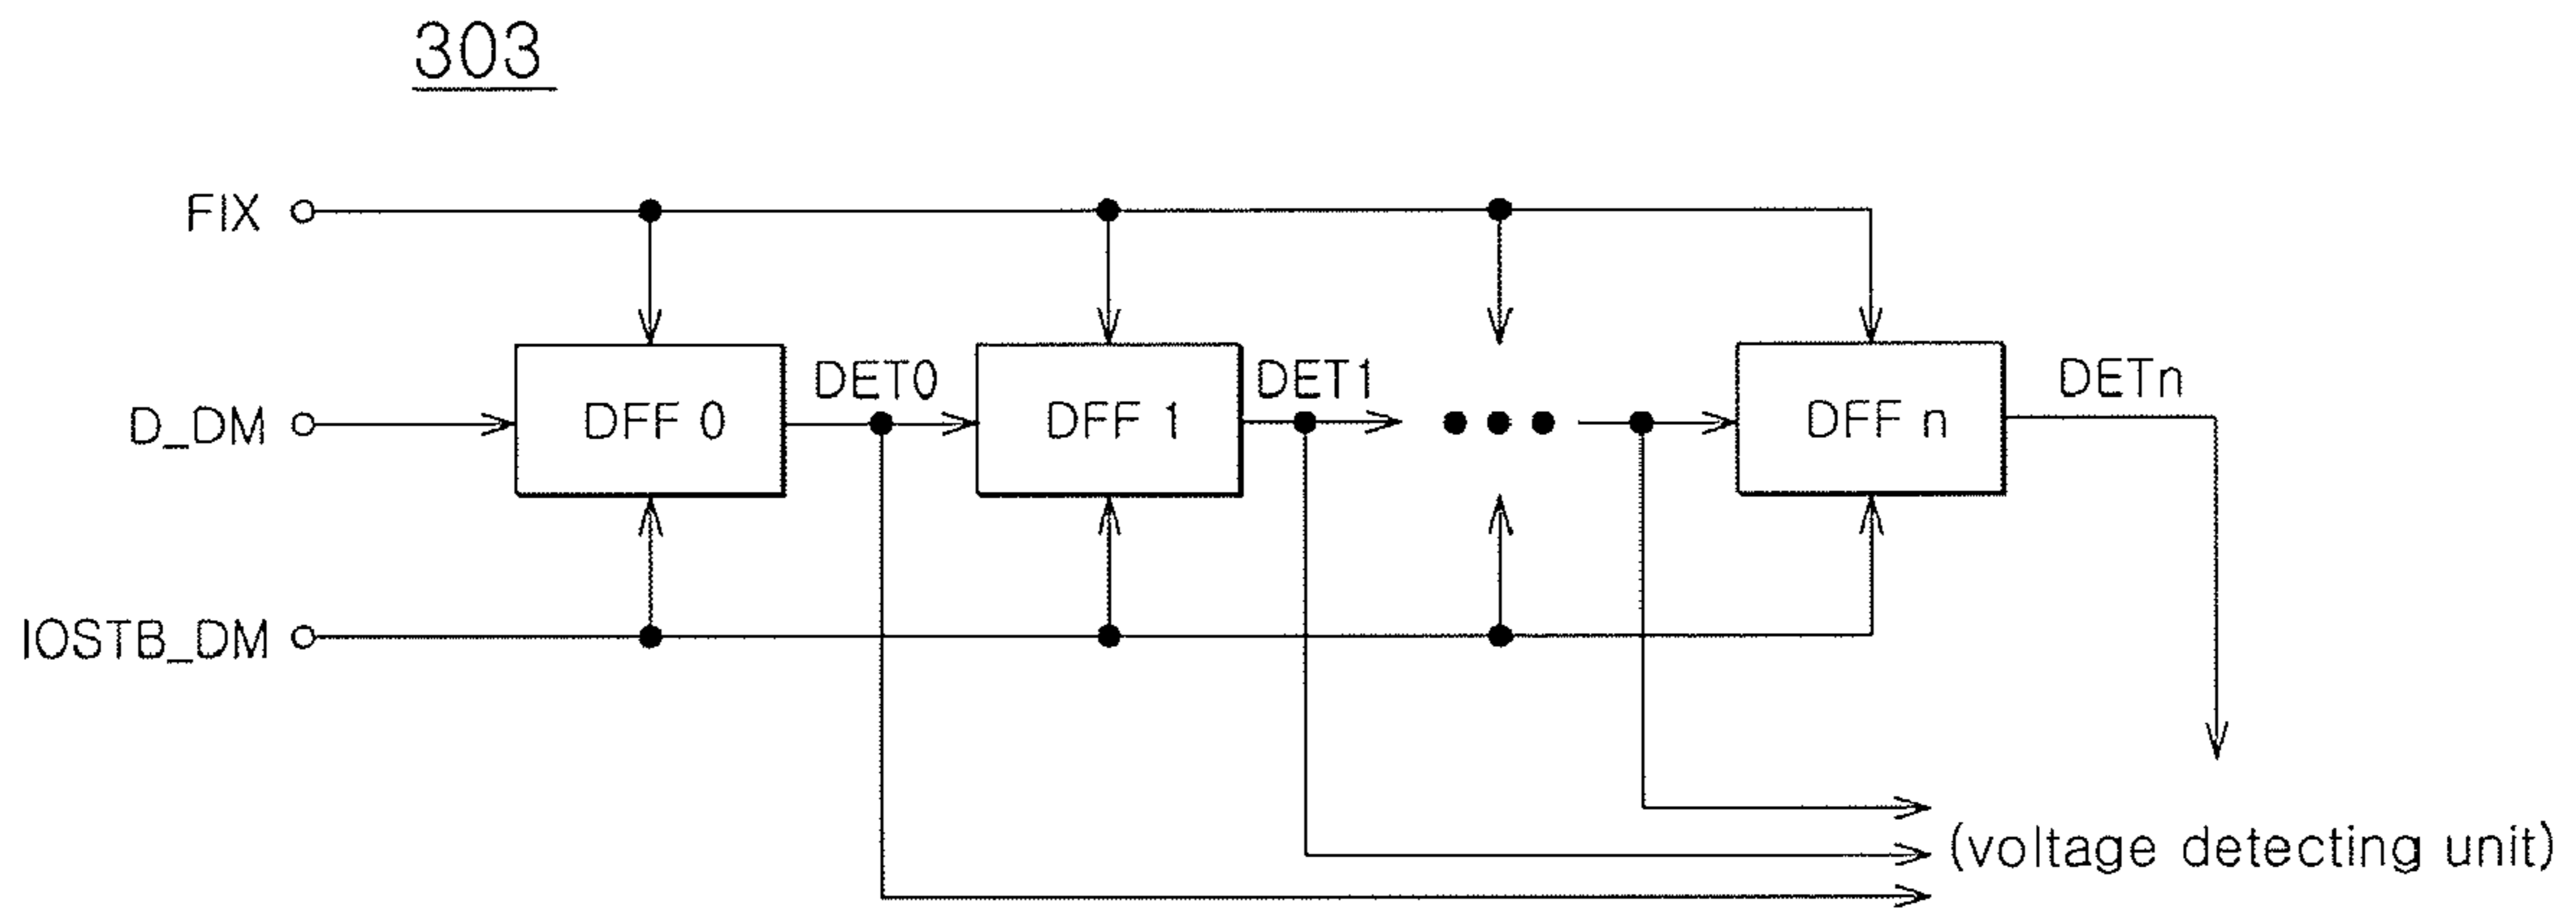 303
FIX
DET0
DET1
DETn
D_DM
DFF 0
DFF 1
DFF n
IOSTB_DM
(voltage detecting unit)